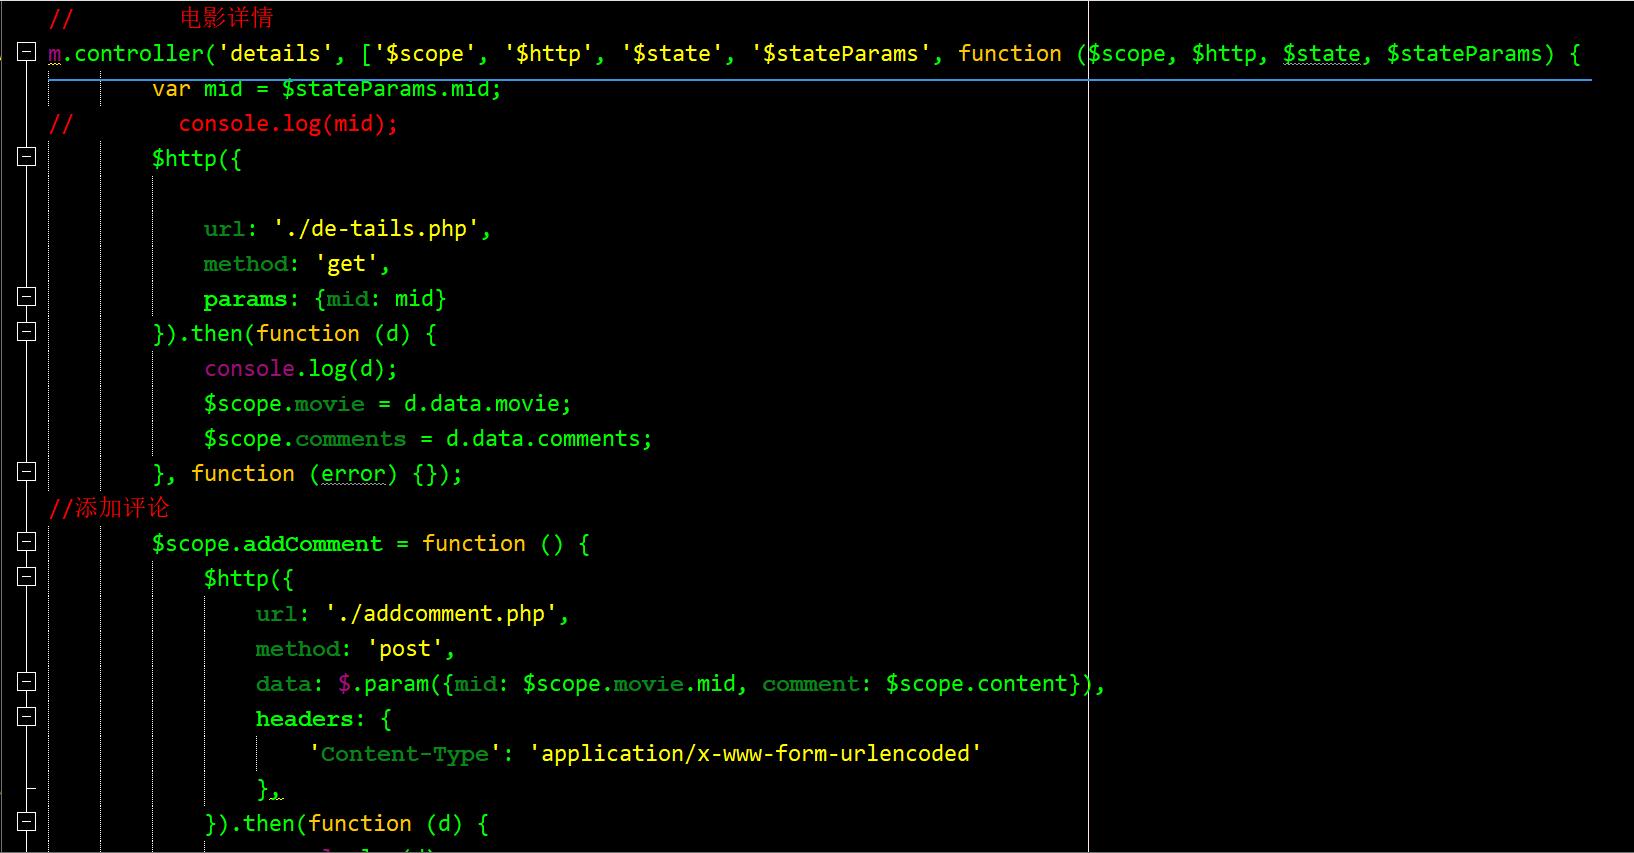 // 电影详情
m.controller('details', ['$scope', '$http', '$state', '$stateParams', function ($scope, $http, $state, $stateParams) {
var mid = $stateParams.mid;
// console.log(mid);
$http({
url: './de-tails.php',
method: 'get',
params: {mid: mid}
}).then(function (d) {
console.log(d);
$scope.movie = d.data.movie;
$scope.comments = d.data.comments;
}, function (error) {});
//添加评论
$scope.addComment = function () {
$http({
url: './addcomment.php',
method: 'post',
data: $.param({mid: $scope.movie.mid, comment: $scope.content}),
headers: {
'Content-Type': 'application/x-www-form-urlencoded'
},
}).then(function (d) {